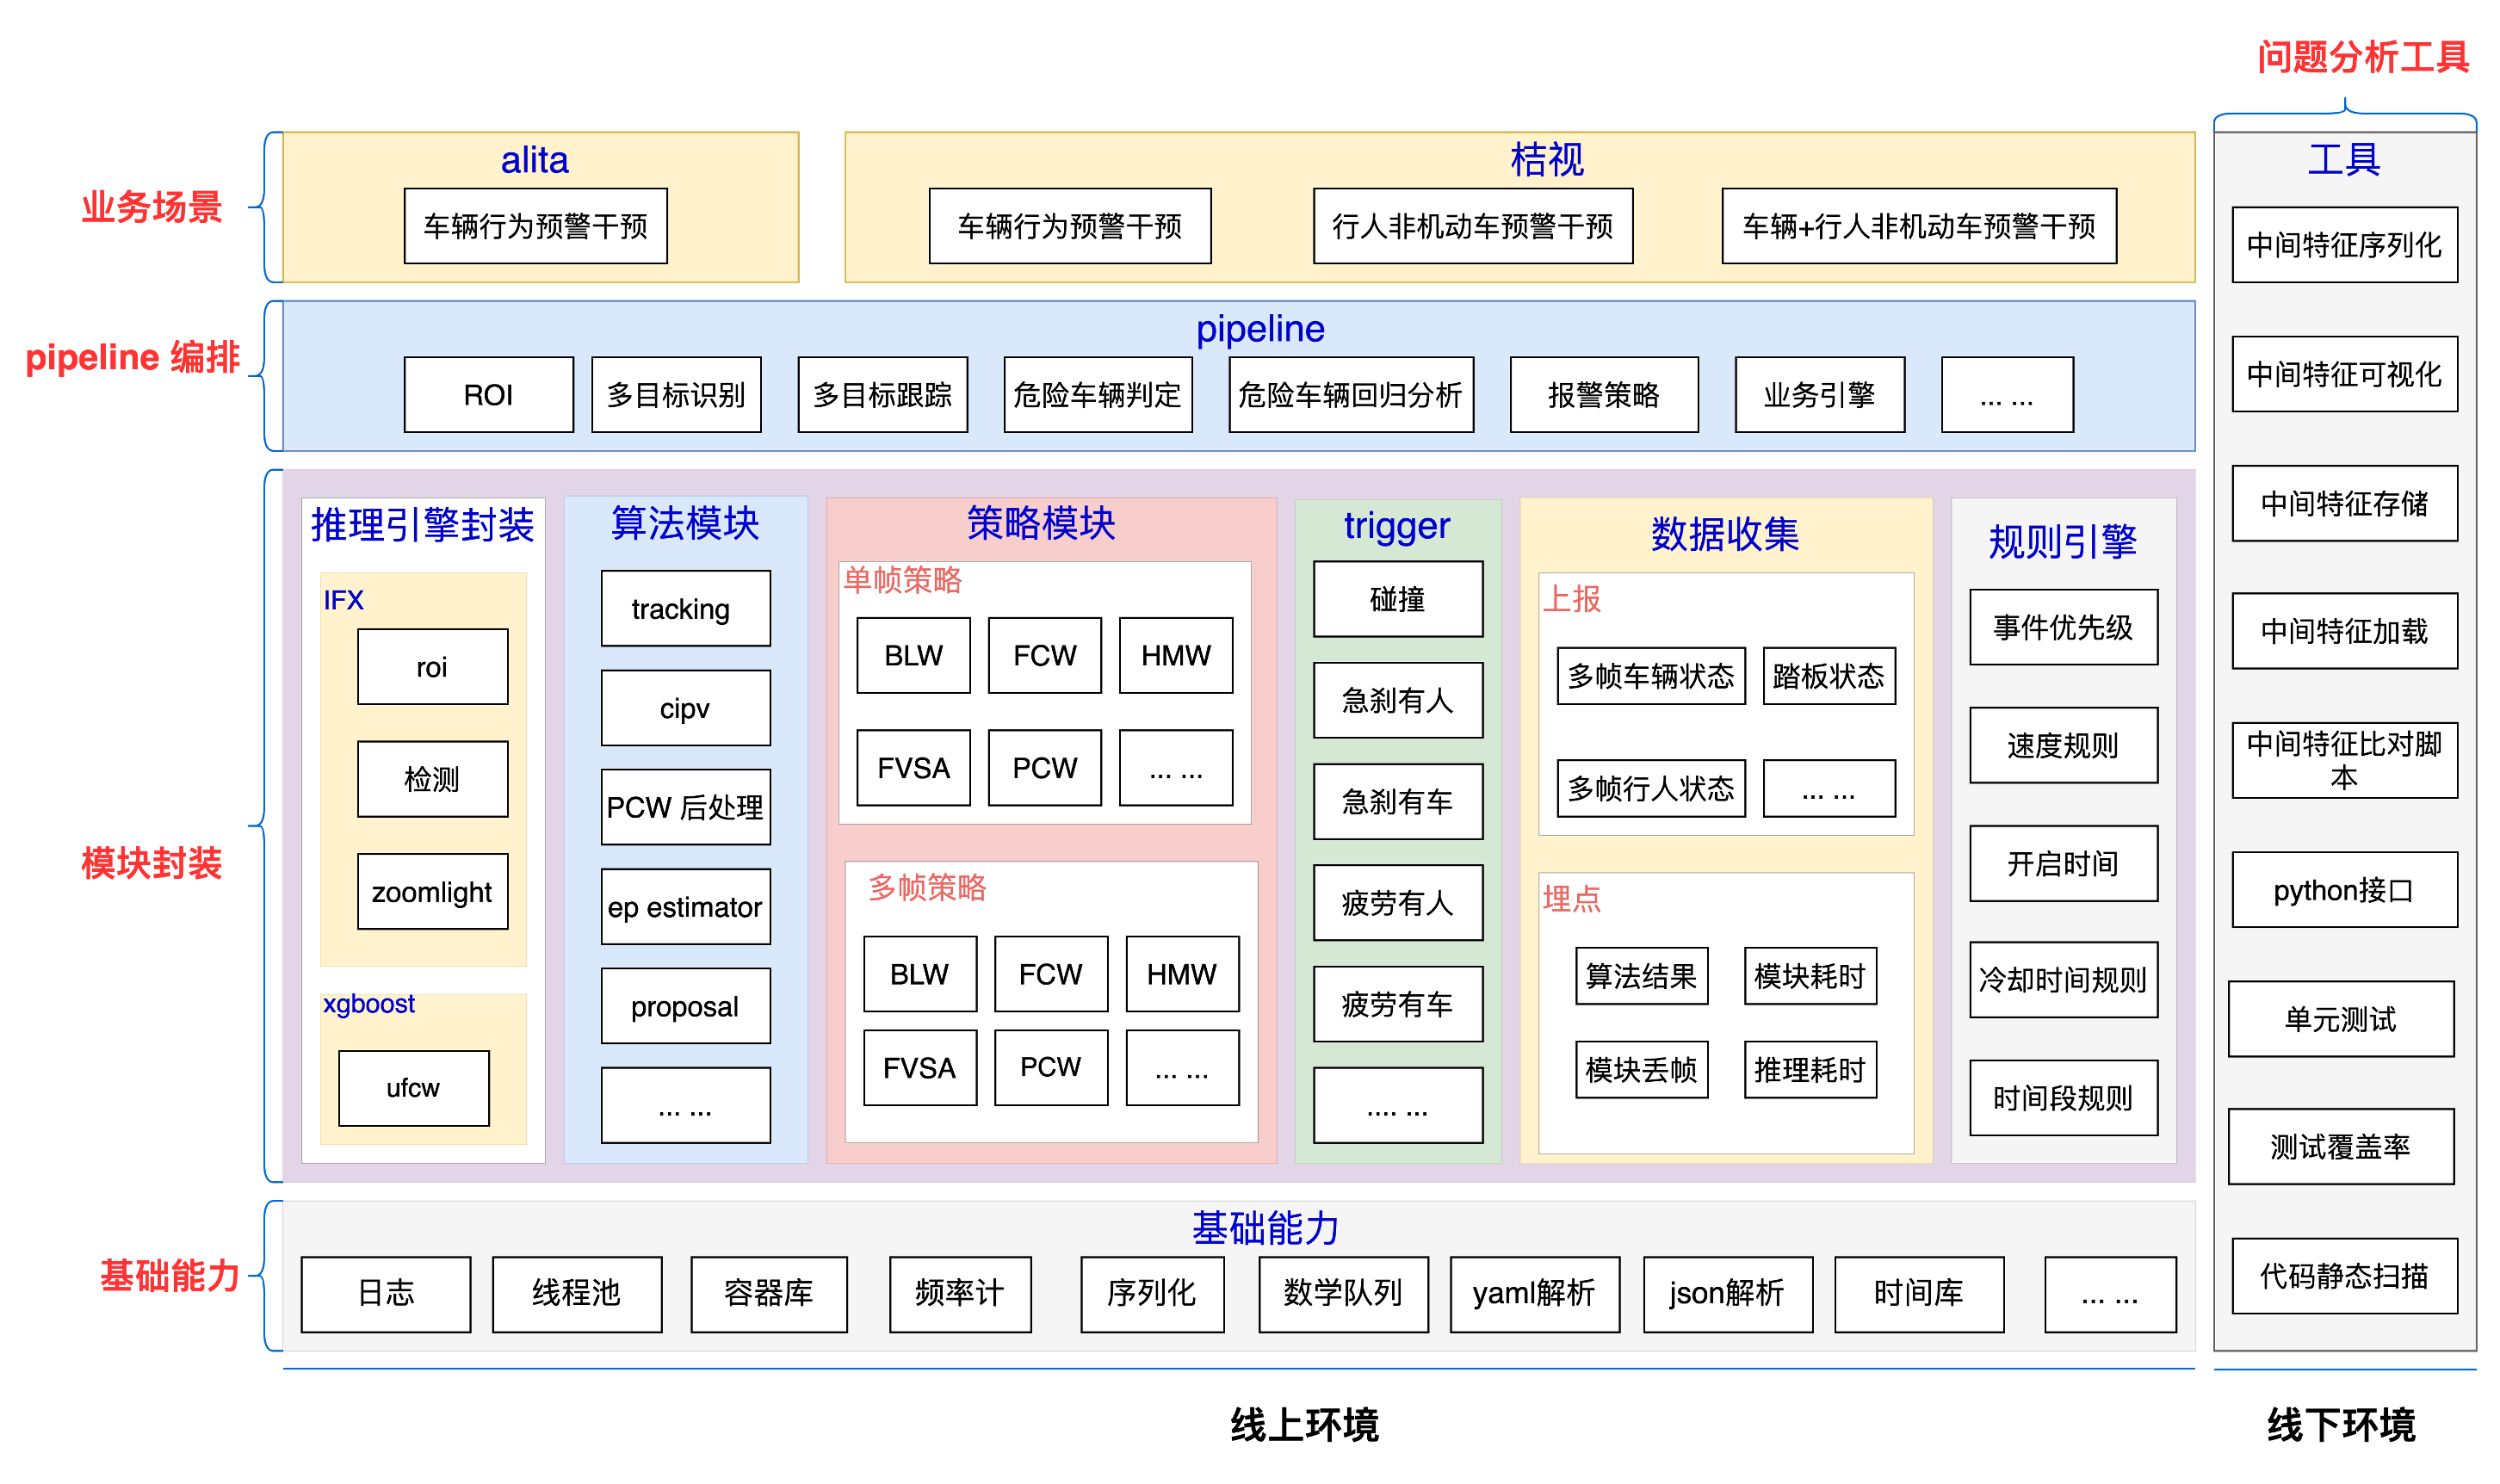 问题分析工具
业务场景
alita
车辆行为预警干预
桔视
车辆行为预警干预
行人非机动车预警干预
车辆+行人非机动车预警干预
pipeline 编排
pipeline
ROI
多目标识别
多目标跟踪
危险车辆判定
危险车辆回归分析
报警策略
业务引擎
... ...
模块封装
推理引擎封装
IFX
roi
检测
zoomlight
xgboost
ufcw
算法模块
tracking
cipv
PCW 后处理
ep estimator
proposal
... ...
策略模块
单帧策略
BLW
FCW
HMW
FVSA
PCW
... ...
多帧策略
BLW
FCW
HMW
FVSA
PCW
... ...
trigger
碰撞
急刹有人
急刹有车
疲劳有人
疲劳有车
.... ...
数据收集
上报
多帧车辆状态
踏板状态
多帧行人状态
... ...
埋点
算法结果
模块耗时
模块丢帧
推理耗时
规则引擎
事件优先级
速度规则
开启时间
冷却时间规则
时间段规则
基础能力
基础能力
日志
线程池
容器库
频率计
序列化
数学队列
yaml解析
json解析
时间库
... ...
工具
中间特征序列化
中间特征可视化
中间特征存储
中间特征加载
中间特征比对脚
本
python接口
单元测试
测试覆盖率
代码静态扫描
线上环境
线下环境